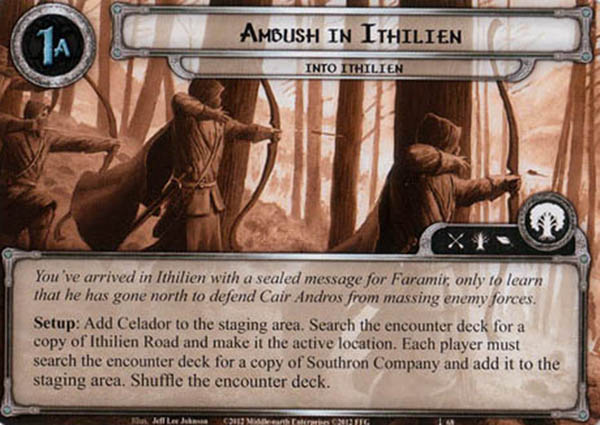 1A
AMBUSH IN ITHILIEN
INTO ITHILIEN
You've arrived in Ithilien with a sealed message for Faramir, only to learn
that he has gone north to defend Cair Andros from massing enemy forces.
Setup: Add Celador to the staging area. Search the encounter deck for a
copy of Ithilien Road and make it the active location. Each player must
search the encounter deck for a copy of Southron Company and add it to the
staging area. Shuffle the encounter deck.
Illus. Jeff Lee Johnson ©2012 Middle-earth Enterprises ©2012 FFG 68